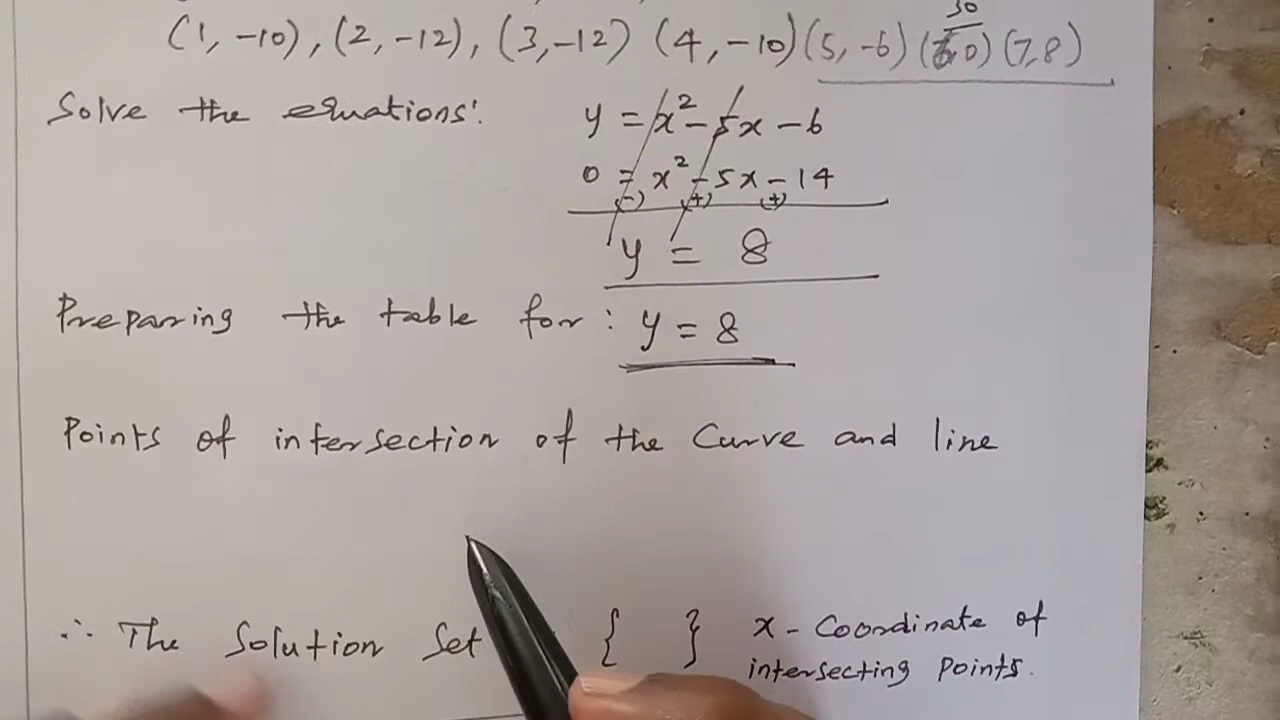 (1, -10), (2, -12), (3, -12) (4, -10) (5, -6) (6, 0) (7, 8)
Solve the equations: y = x² - 5x - 6
0 = x² - 5x - 14
(-) (+) (+)
y = 8
Preparing the table for: y = 8
Points of intersection of the Curve and line
∴ The Solution Set { } x - Coordinate of
intersecting points.